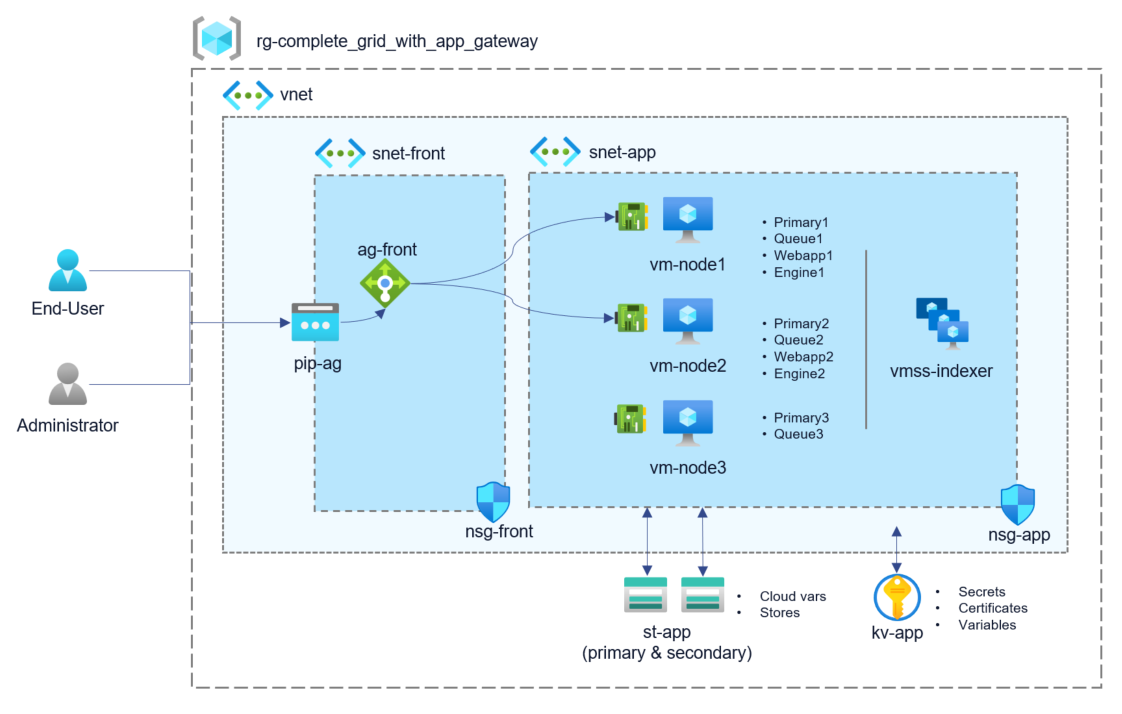 rg-complete_grid_with_app_gateway
vnet
snet-front
snet-app
ag-front
End-User
pip-ag
Administrator
vm-node1
• Primary1
• Queue1
• Webapp1
• Engine1
vm-node2
• Primary2
• Queue2
• Webapp2
• Engine2
vm-node3
• Primary3
• Queue3
vmss-indexer
nsg-front
nsg-app
st-app
(primary & secondary)
• Cloud vars
• Stores
kv-app
• Secrets
• Certificates
• Variables